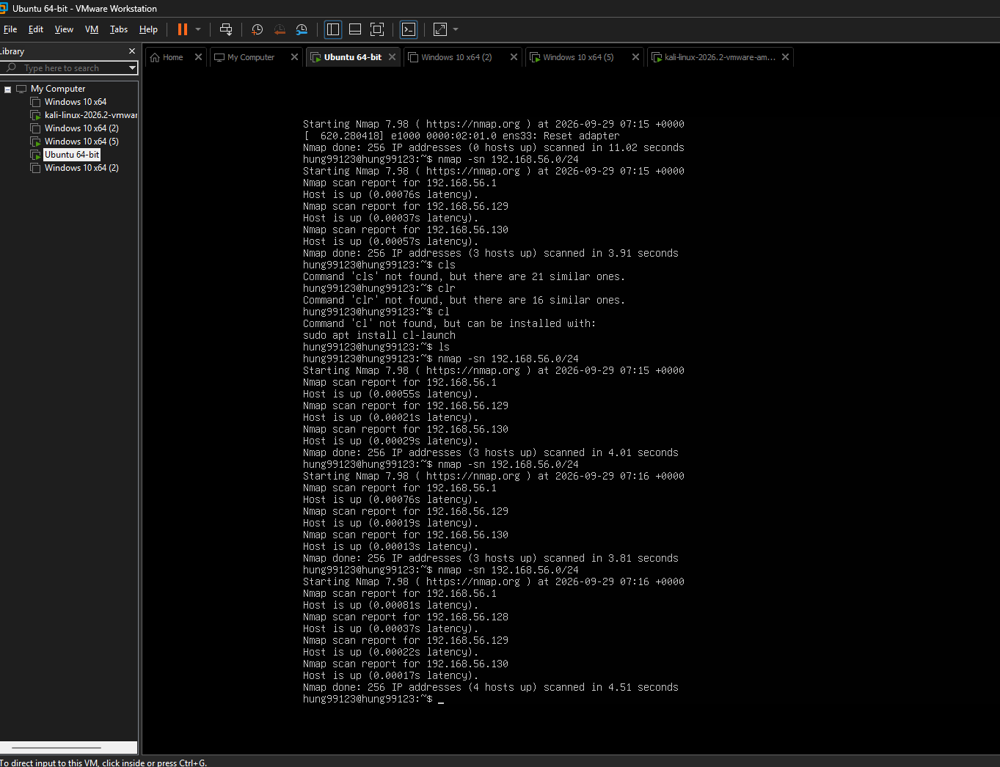 Ubuntu 64-bit - VMware Workstation
File Edit View VM Tabs Help
Library
Type here to search
My Computer
Windows 10 x64
kali-linux-2026.2-vmwar
Windows 10 x64 (2)
Windows 10 x64 (5)
Ubuntu 64-bit
Windows 10 x64 (2)
Home
My Computer
Ubuntu 64-bit
Windows 10 x64 (2)
Windows 10 x64 (5)
kali-linux-2026.2-vmware-am...
Starting Nmap 7.98 ( https://nmap.org ) at 2026-09-29 07:15 +0000
[  620.280418] e1000 0000:02:01.0 ens33: Reset adapter
Nmap done: 256 IP addresses (0 hosts up) scanned in 11.02 seconds
hung99123@hung99123:~$ nmap -sn 192.168.56.0/24
Starting Nmap 7.98 ( https://nmap.org ) at 2026-09-29 07:15 +0000
Nmap scan report for 192.168.56.1
Host is up (0.00076s latency).
Nmap scan report for 192.168.56.129
Host is up (0.00037s latency).
Nmap scan report for 192.168.56.130
Host is up (0.00057s latency).
Nmap done: 256 IP addresses (3 hosts up) scanned in 3.91 seconds
hung99123@hung99123:~$ cls
Command 'cls' not found, but there are 21 similar ones.
hung99123@hung99123:~$ clr
Command 'clr' not found, but there are 16 similar ones.
hung99123@hung99123:~$ cl
Command 'cl' not found, but can be installed with:
sudo apt install cl-launch
hung99123@hung99123:~$ ls
hung99123@hung99123:~$ nmap -sn 192.168.56.0/24
Starting Nmap 7.98 ( https://nmap.org ) at 2026-09-29 07:15 +0000
Nmap scan report for 192.168.56.1
Host is up (0.00055s latency).
Nmap scan report for 192.168.56.129
Host is up (0.00021s latency).
Nmap scan report for 192.168.56.130
Host is up (0.00029s latency).
Nmap done: 256 IP addresses (3 hosts up) scanned in 4.01 seconds
hung99123@hung99123:~$ nmap -sn 192.168.56.0/24
Starting Nmap 7.98 ( https://nmap.org ) at 2026-09-29 07:16 +0000
Nmap scan report for 192.168.56.1
Host is up (0.00076s latency).
Nmap scan report for 192.168.56.129
Host is up (0.00019s latency).
Nmap scan report for 192.168.56.130
Host is up (0.00013s latency).
Nmap done: 256 IP addresses (3 hosts up) scanned in 3.81 seconds
hung99123@hung99123:~$ nmap -sn 192.168.56.0/24
Starting Nmap 7.98 ( https://nmap.org ) at 2026-09-29 07:16 +0000
Nmap scan report for 192.168.56.1
Host is up (0.00081s latency).
Nmap scan report for 192.168.56.128
Host is up (0.00037s latency).
Nmap scan report for 192.168.56.129
Host is up (0.00022s latency).
Nmap scan report for 192.168.56.130
Host is up (0.00017s latency).
Nmap done: 256 IP addresses (4 hosts up) scanned in 4.51 seconds
hung99123@hung99123:~$ _
To direct input to this VM, click inside or press Ctrl+G.